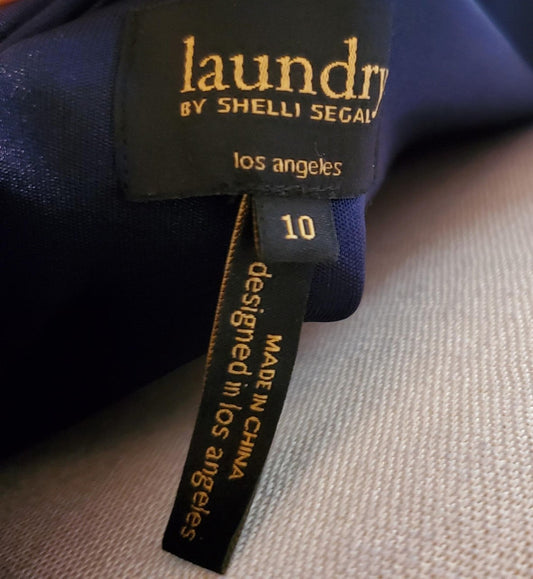 laundry
BY SHELLI SEGAL
los angeles
10
MADE IN CHINA
designed in los angeles